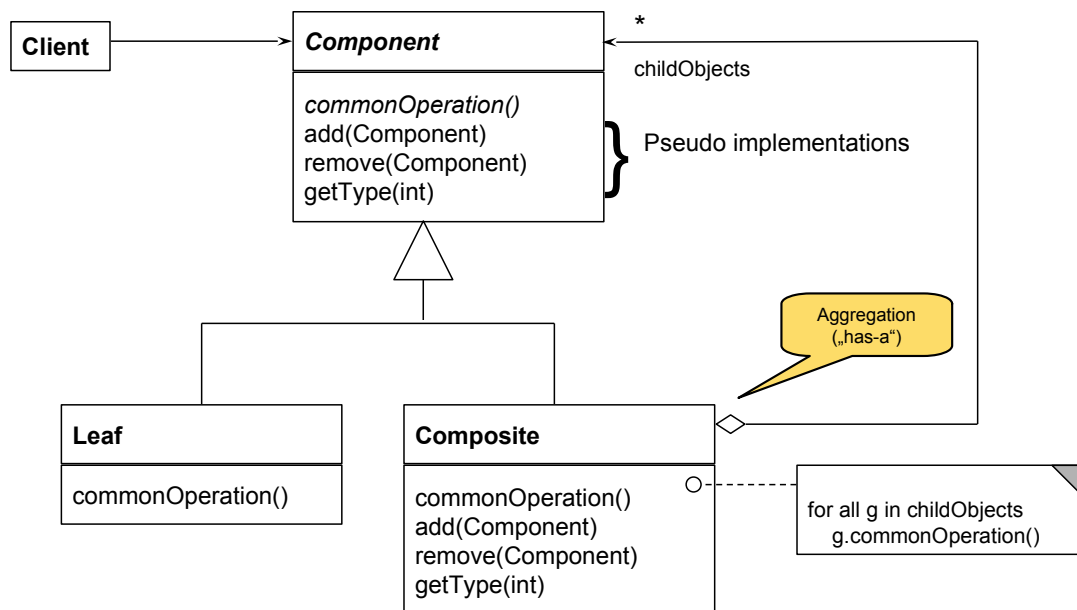 Client
Component
*
childObjects
commonOperation()
add(Component)
remove(Component)
getType(int)
}
Pseudo implementations
Aggregation
(„has-a“)
Leaf
commonOperation()
Composite
commonOperation()
add(Component)
remove(Component)
getType(int)
for all g in childObjects
g.commonOperation()